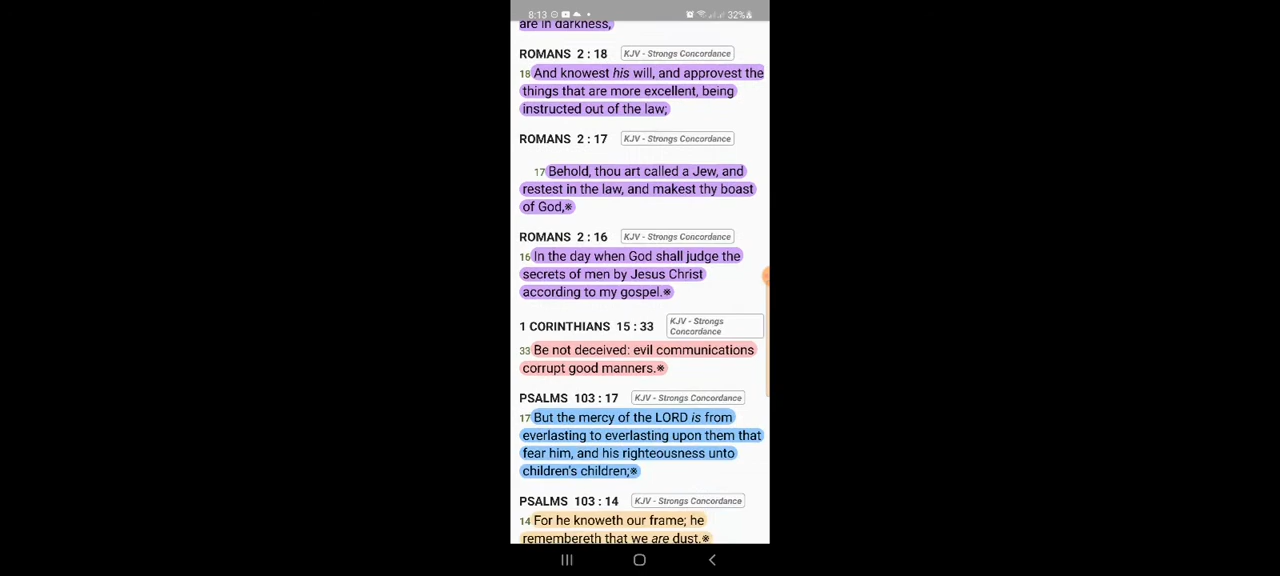 8:13 32%
are in darkness,
ROMANS 2 : 18 KJV - Strongs Concordance
18 And knowest his will, and approvest the
things that are more excellent, being
instructed out of the law;
ROMANS 2 : 17 KJV - Strongs Concordance
17 Behold, thou art called a Jew, and
restest in the law, and makest thy boast
of God,※
ROMANS 2 : 16 KJV - Strongs Concordance
16 In the day when God shall judge the
secrets of men by Jesus Christ
according to my gospel.※
1 CORINTHIANS 15 : 33 KJV - Strongs
Concordance
33 Be not deceived: evil communications
corrupt good manners.※
PSALMS 103 : 17 KJV - Strongs Concordance
17 But the mercy of the LORD is from
everlasting to everlasting upon them that
fear him, and his righteousness unto
children's children;※
PSALMS 103 : 14 KJV - Strongs Concordance
14 For he knoweth our frame; he
remembereth that we are dust.※